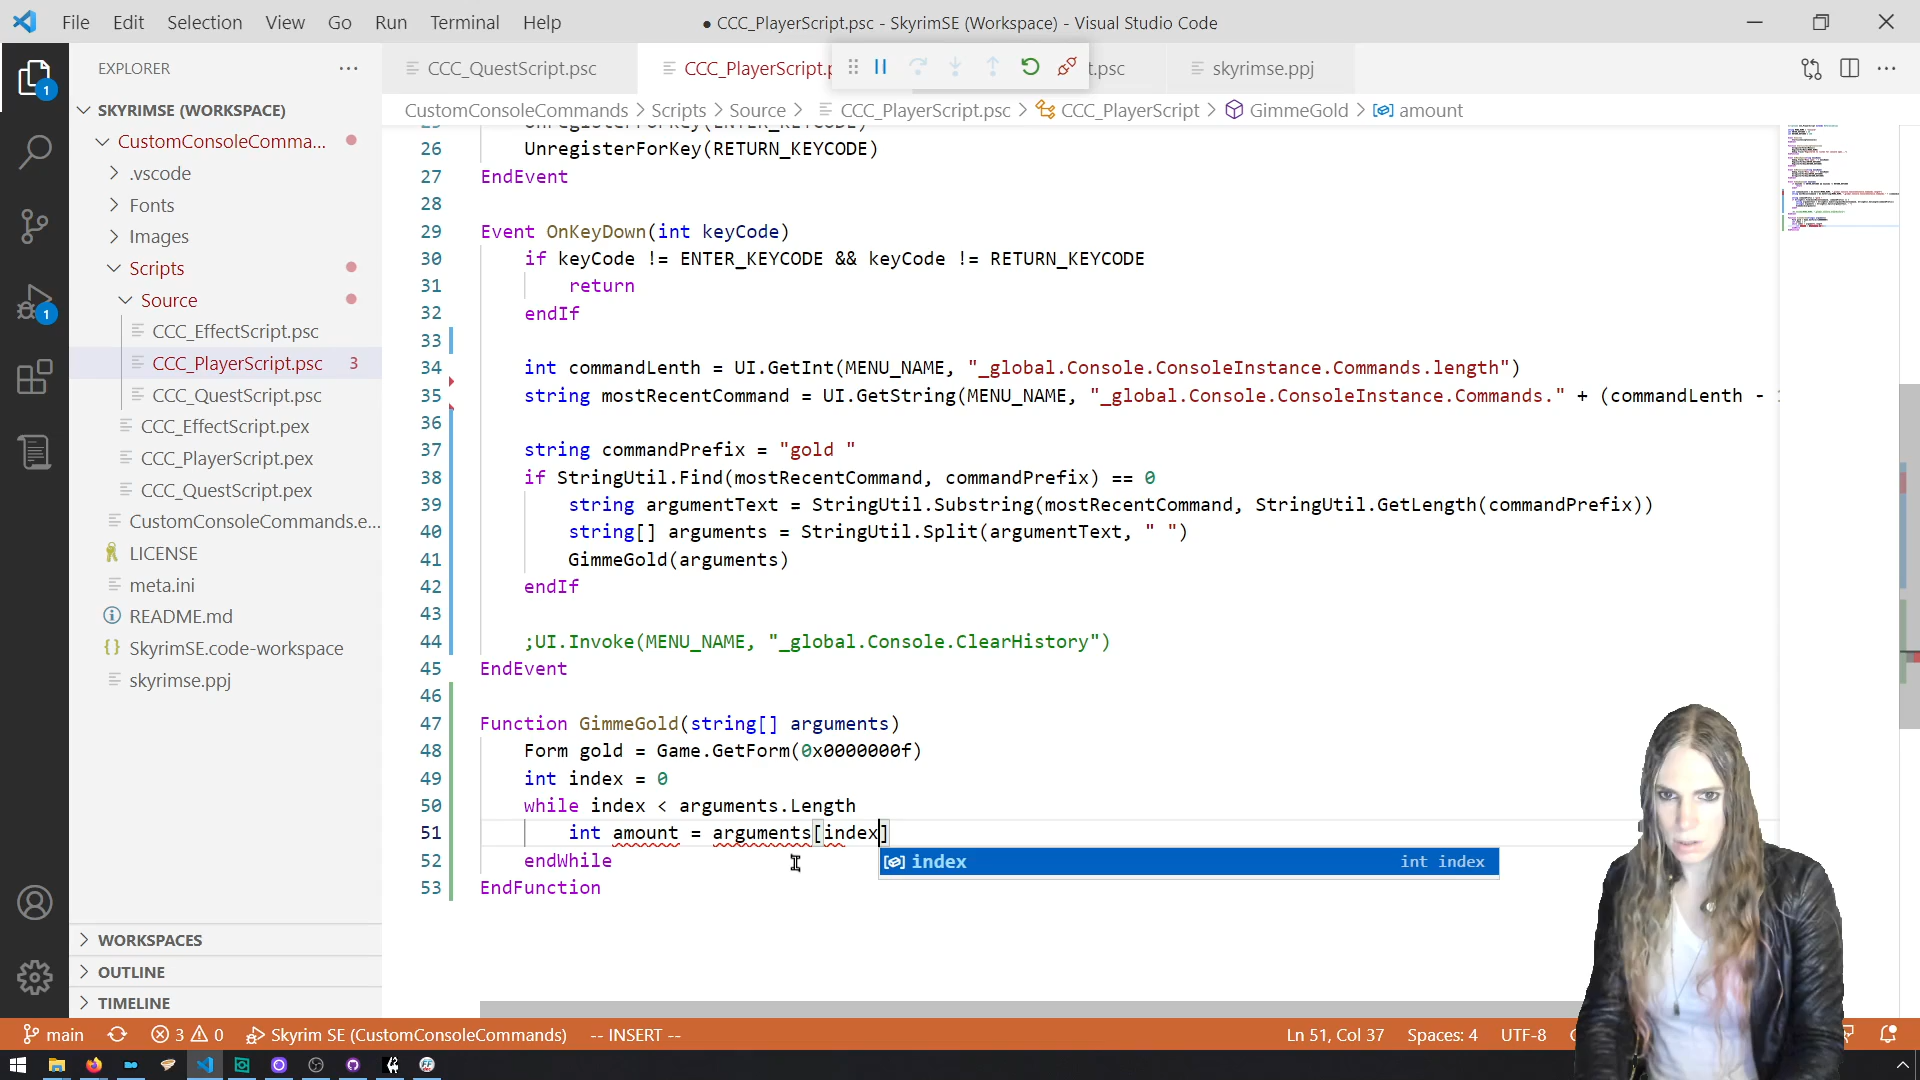 File Edit Selection View Go Run Terminal Help
● CCC_PlayerScript.psc - SkyrimSE (Workspace) - Visual Studio Code
EXPLORER
CCC_QuestScript.psc
CCC_PlayerScript.p
t.psc
skyrimse.ppj
CustomConsoleCommands > Scripts > Source > CCC_PlayerScript.psc > CCC_PlayerScript > GimmeGold > amount
1
SKYRIMSE (WORKSPACE)
CustomConsoleComma...
.vscode
Fonts
Images
Scripts
Source
CCC_EffectScript.psc
CCC_PlayerScript.psc 3
CCC_QuestScript.psc
CCC_EffectScript.pex
CCC_PlayerScript.pex
CCC_QuestScript.pex
CustomConsoleCommands.e...
LICENSE
meta.ini
README.md
SkyrimSE.code-workspace
skyrimse.ppj
1
WORKSPACES
OUTLINE
TIMELINE
25 UnregisterForKey(ENTER_KEYCODE)
26 UnregisterForKey(RETURN_KEYCODE)
27 EndEvent
28
29 Event OnKeyDown(int keyCode)
30 if keyCode != ENTER_KEYCODE && keyCode != RETURN_KEYCODE
31 return
32 endIf
33
34 int commandLenth = UI.GetInt(MENU_NAME, "_global.Console.ConsoleInstance.Commands.length")
35 string mostRecentCommand = UI.GetString(MENU_NAME, "_global.Console.ConsoleInstance.Commands." + (commandLenth -
36
37 string commandPrefix = "gold "
38 if StringUtil.Find(mostRecentCommand, commandPrefix) == 0
39 string argumentText = StringUtil.Substring(mostRecentCommand, StringUtil.GetLength(commandPrefix))
40 string[] arguments = StringUtil.Split(argumentText, " ")
41 GimmeGold(arguments)
42 endIf
43
44 ;UI.Invoke(MENU_NAME, "_global.Console.ClearHistory")
45 EndEvent
46
47 Function GimmeGold(string[] arguments)
48 Form gold = Game.GetForm(0x0000000f)
49 int index = 0
50 while index < arguments.Length
51 int amount = arguments[index]
52 endWhile
53 EndFunction
index int index
main 3 0 Skyrim SE (CustomConsoleCommands) -- INSERT -- Ln 51, Col 37 Spaces: 4 UTF-8